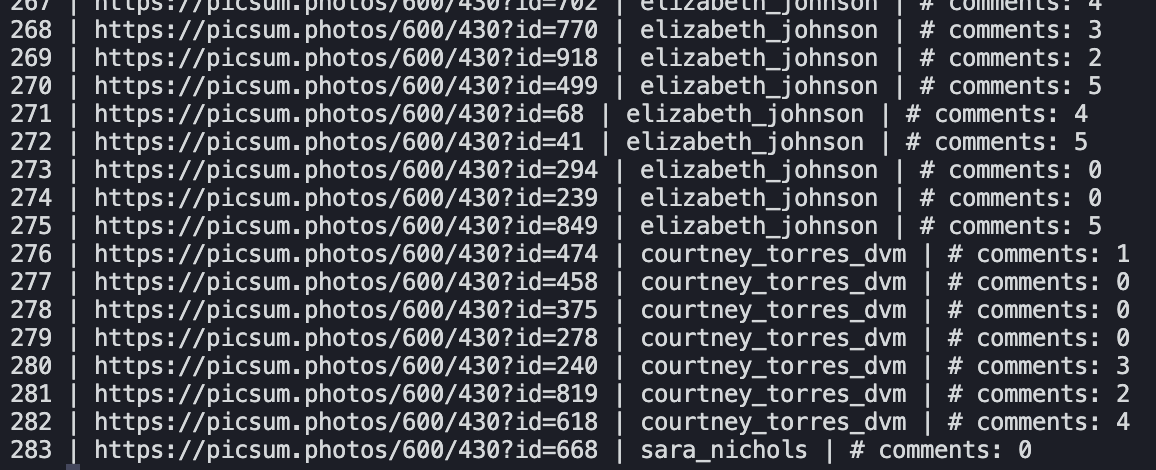 267 | https://picsum.photos/600/430?id=702 | elizabeth_johnson | # comments: 4
268 | https://picsum.photos/600/430?id=770 | elizabeth_johnson | # comments: 3
269 | https://picsum.photos/600/430?id=918 | elizabeth_johnson | # comments: 2
270 | https://picsum.photos/600/430?id=499 | elizabeth_johnson | # comments: 5
271 | https://picsum.photos/600/430?id=68 | elizabeth_johnson | # comments: 4
272 | https://picsum.photos/600/430?id=41 | elizabeth_johnson | # comments: 5
273 | https://picsum.photos/600/430?id=294 | elizabeth_johnson | # comments: 0
274 | https://picsum.photos/600/430?id=239 | elizabeth_johnson | # comments: 0
275 | https://picsum.photos/600/430?id=849 | elizabeth_johnson | # comments: 5
276 | https://picsum.photos/600/430?id=474 | courtney_torres_dvm | # comments: 1
277 | https://picsum.photos/600/430?id=458 | courtney_torres_dvm | # comments: 0
278 | https://picsum.photos/600/430?id=375 | courtney_torres_dvm | # comments: 0
279 | https://picsum.photos/600/430?id=278 | courtney_torres_dvm | # comments: 0
280 | https://picsum.photos/600/430?id=240 | courtney_torres_dvm | # comments: 3
281 | https://picsum.photos/600/430?id=819 | courtney_torres_dvm | # comments: 2
282 | https://picsum.photos/600/430?id=618 | courtney_torres_dvm | # comments: 4
283 | https://picsum.photos/600/430?id=668 | sara_nichols | # comments: 0